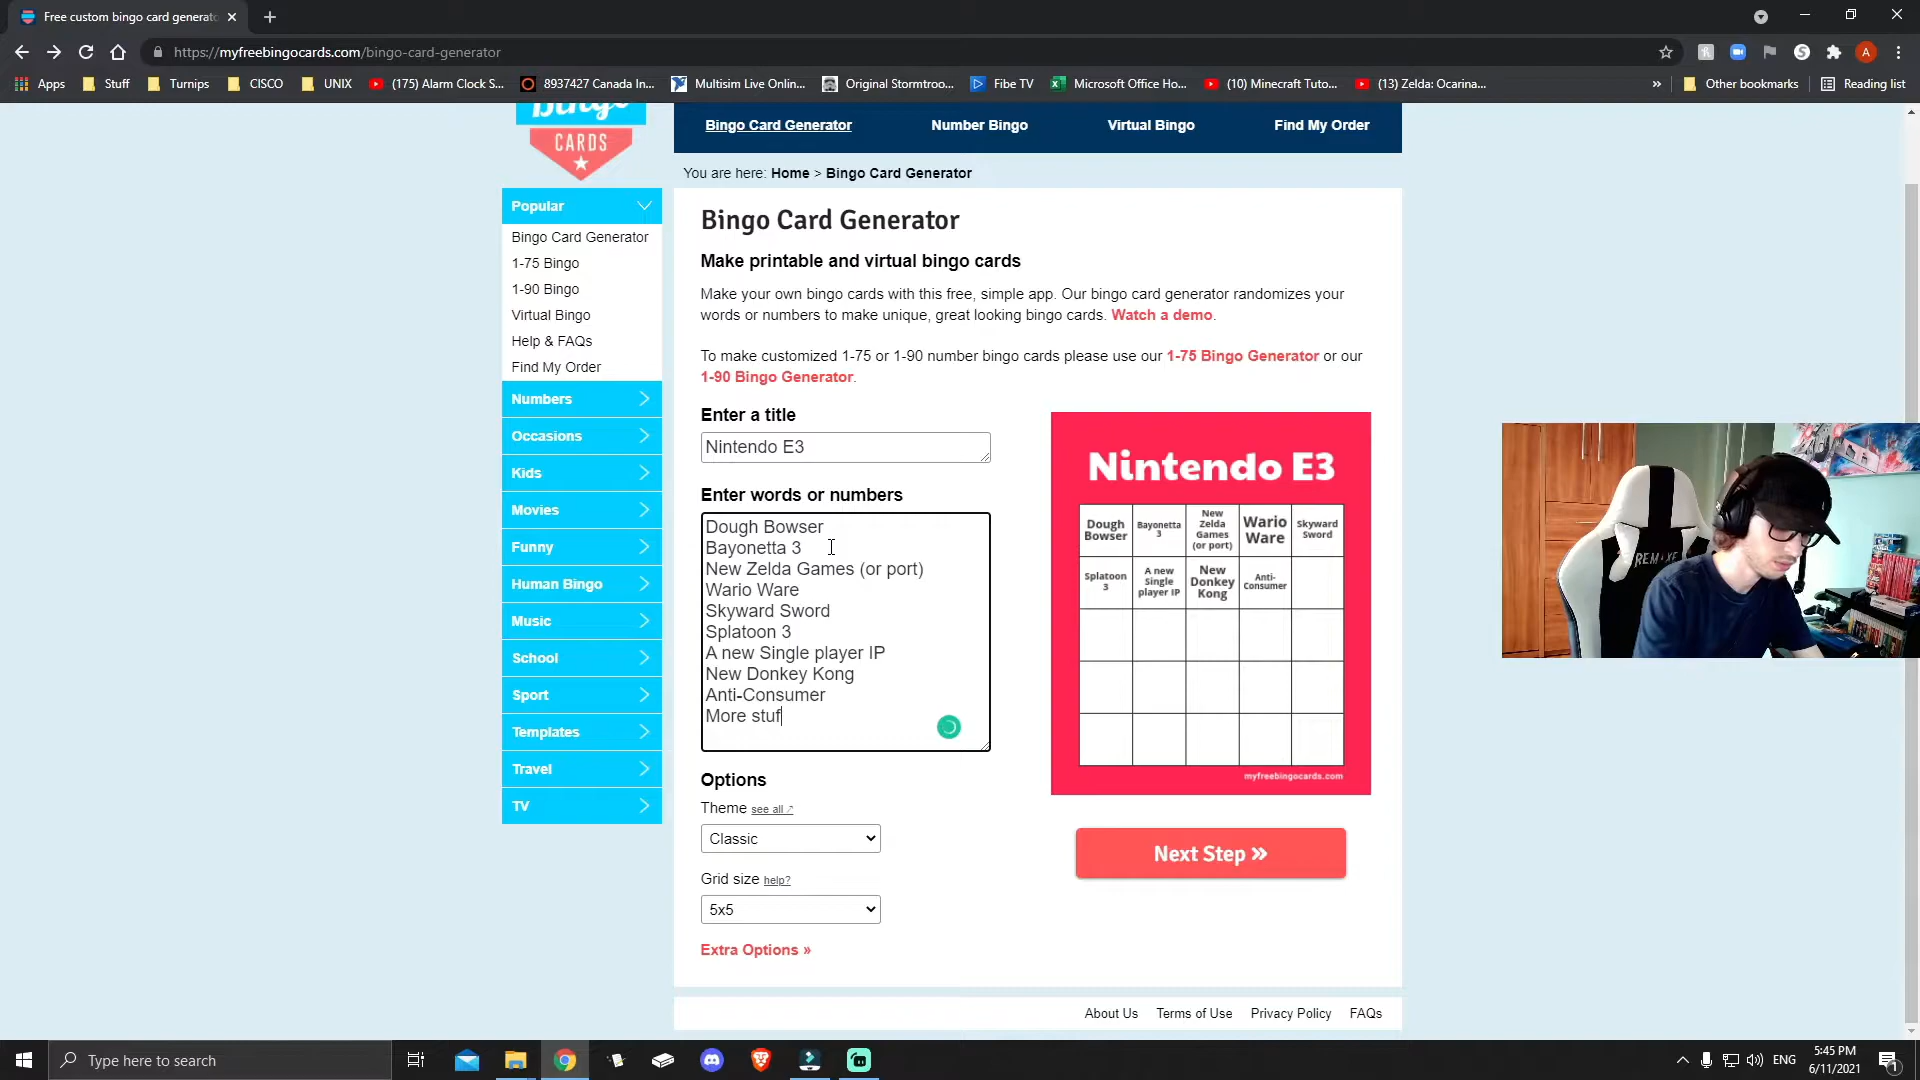 Free custom bingo card generato
https://myfreebingocards.com/bingo-card-generator
A
Apps
Stuff
Turnips
CISCO
UNIX
(175) Alarm Clock S...
8937427 Canada In...
Multisim Live Onlin...
Original Stormtroo...
Fibe TV
Microsoft Office Ho...
(10) Minecraft Tuto...
(13) Zelda: Ocarina...
»
Other bookmarks
Reading list
bingo
CARDS
Bingo Card Generator
Number Bingo
Virtual Bingo
Find My Order
You are here: Home > Bingo Card Generator
Popular
Bingo Card Generator
1-75 Bingo
1-90 Bingo
Virtual Bingo
Help & FAQs
Find My Order
Numbers
Occasions
Kids
Movies
Funny
Human Bingo
Music
School
Sport
Templates
Travel
TV
Bingo Card Generator
Make printable and virtual bingo cards
Make your own bingo cards with this free, simple app. Our bingo card generator randomizes your
words or numbers to make unique, great looking bingo cards. Watch a demo.
To make customized 1-75 or 1-90 number bingo cards please use our 1-75 Bingo Generator or our
1-90 Bingo Generator.
Enter a title
Nintendo E3
Enter words or numbers
Dough Bowser
Bayonetta 3
New Zelda Games (or port)
Wario Ware
Skyward Sword
Splatoon 3
A new Single player IP
New Donkey Kong
Anti-Consumer
More stuf
Options
Theme see all
Classic
Grid size help?
5x5
Extra Options »
Nintendo E3
Dough
Bowser
Bayonetta
3
New
Zelda
Games
(or port)
Wario
Ware
Skyward
Sword
Splatoon
3
A new
Single
player IP
New
Donkey
Kong
Anti-
Consumer
myfreebingocards.com
Next Step »
About Us
Terms of Use
Privacy Policy
FAQs
Type here to search
ENG
5:45 PM
6/11/2021
1